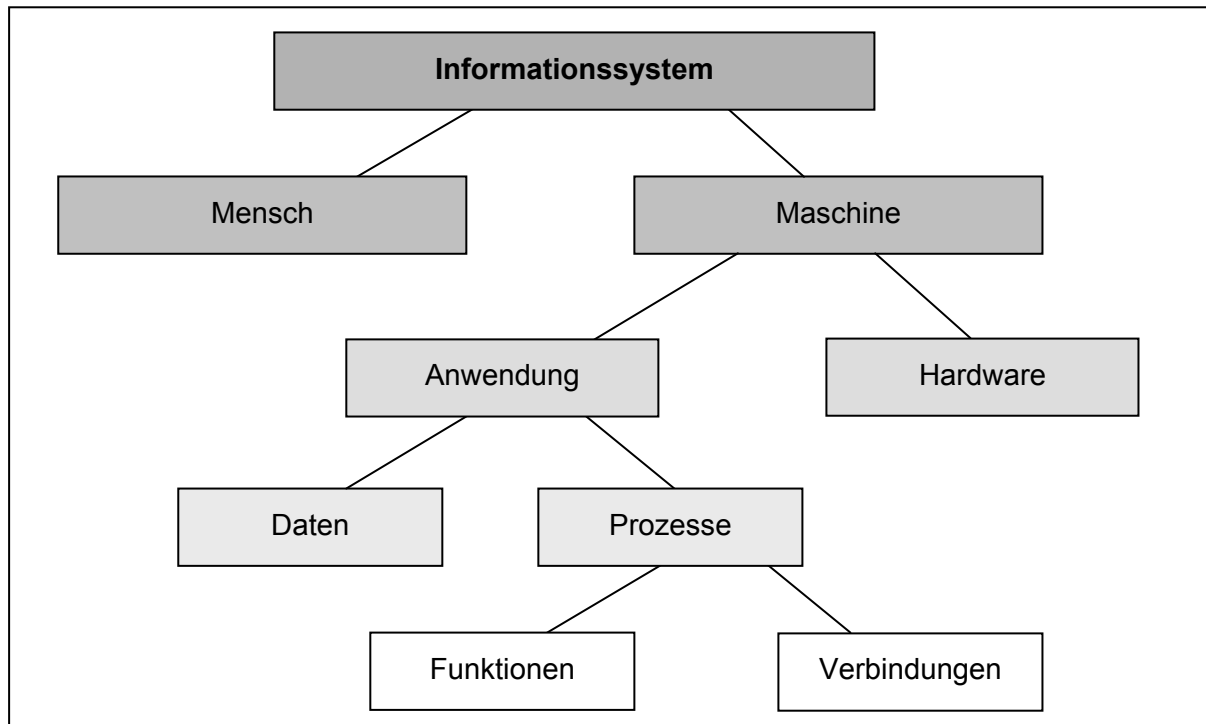 Informationssystem
Mensch
Maschine
Anwendung
Hardware
Daten
Prozesse
Funktionen
Verbindungen